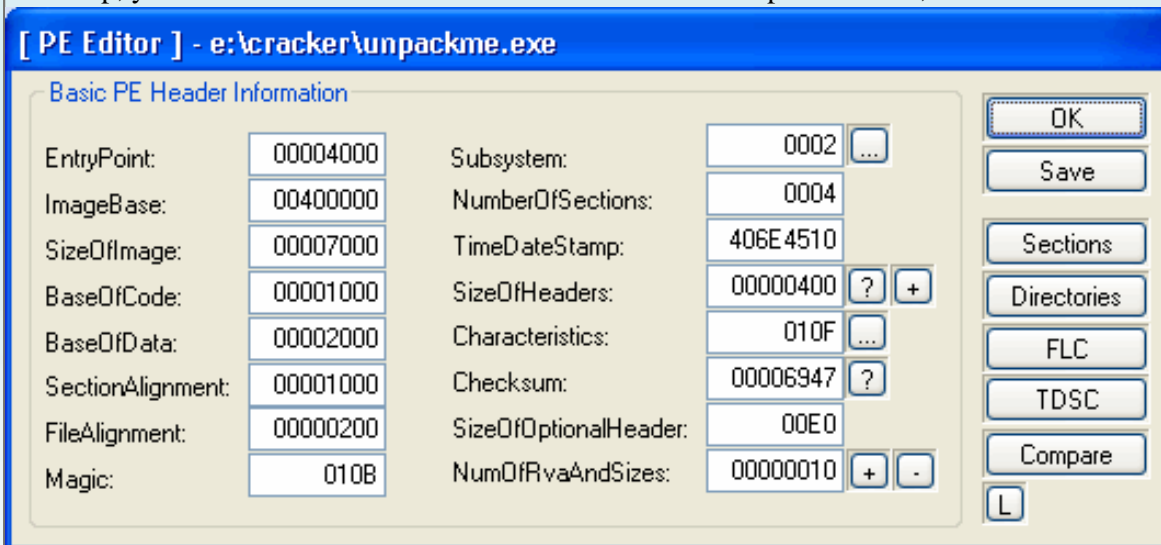 [ PE Editor ] - e:\cracker\unpackme.exe
Basic PE Header Information
EntryPoint: 00004000
ImageBase: 00400000
SizeOfImage: 00007000
BaseOfCode: 00001000
BaseOfData: 00002000
SectionAlignment: 00001000
FileAlignment: 00000200
Magic: 010B
Subsystem: 0002 ...
NumberOfSections: 0004
TimeDateStamp: 406E4510
SizeOfHeaders: 00000400 ? +
Characteristics: 010F ...
Checksum: 00006947 ?
SizeOfOptionalHeader: 00E0
NumOfRvaAndSizes: 00000010 + -
OK
Save
Sections
Directories
FLC
TDSC
Compare
L